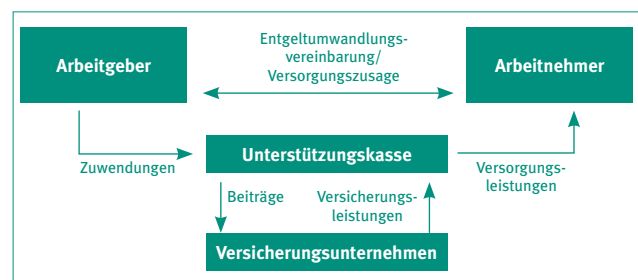 Entgeltumwandlungs-
vereinbarung/
Versorgungszusage
Arbeitgeber
Arbeitnehmer
Zuwendungen
Unterstützungskasse
Versorgungs-
leistungen
Beiträge
Versicherungs-
leistungen
Versicherungsunternehmen